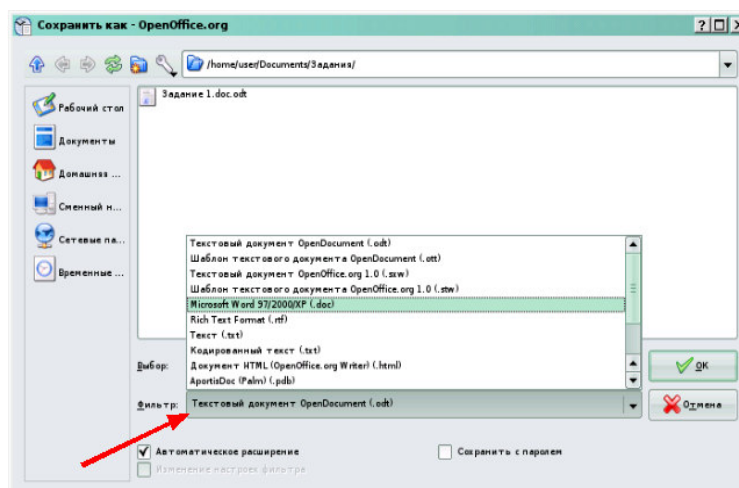 Сохранить как - OpenOffice.org
/home/user/Documents/Задания/
Рабочий стол
Документы
Домашняя ...
Сменный н...
Сетевые па...
Временные ...
Задание 1.doc.odt
Текстовый документ OpenDocument (.odt)
Шаблон текстового документа OpenDocument (.ott)
Текстовый документ OpenOffice.org 1.0 (.sxw)
Шаблон текстового документа OpenOffice.org 1.0 (.stw)
Microsoft Word 97/2000/XP (.doc)
Rich Text Format (.rtf)
Текст (.txt)
Кодированный текст (.txt)
Документ HTML (OpenOffice.org Writer) (.html)
AportisDoc (Palm) (.pdb)
Выбор:
OK
Фильтр:
Текстовый документ OpenDocument (.odt)
Отмена
Автоматическое расширение
Сохранить с паролем
Изменение настроек фильтра